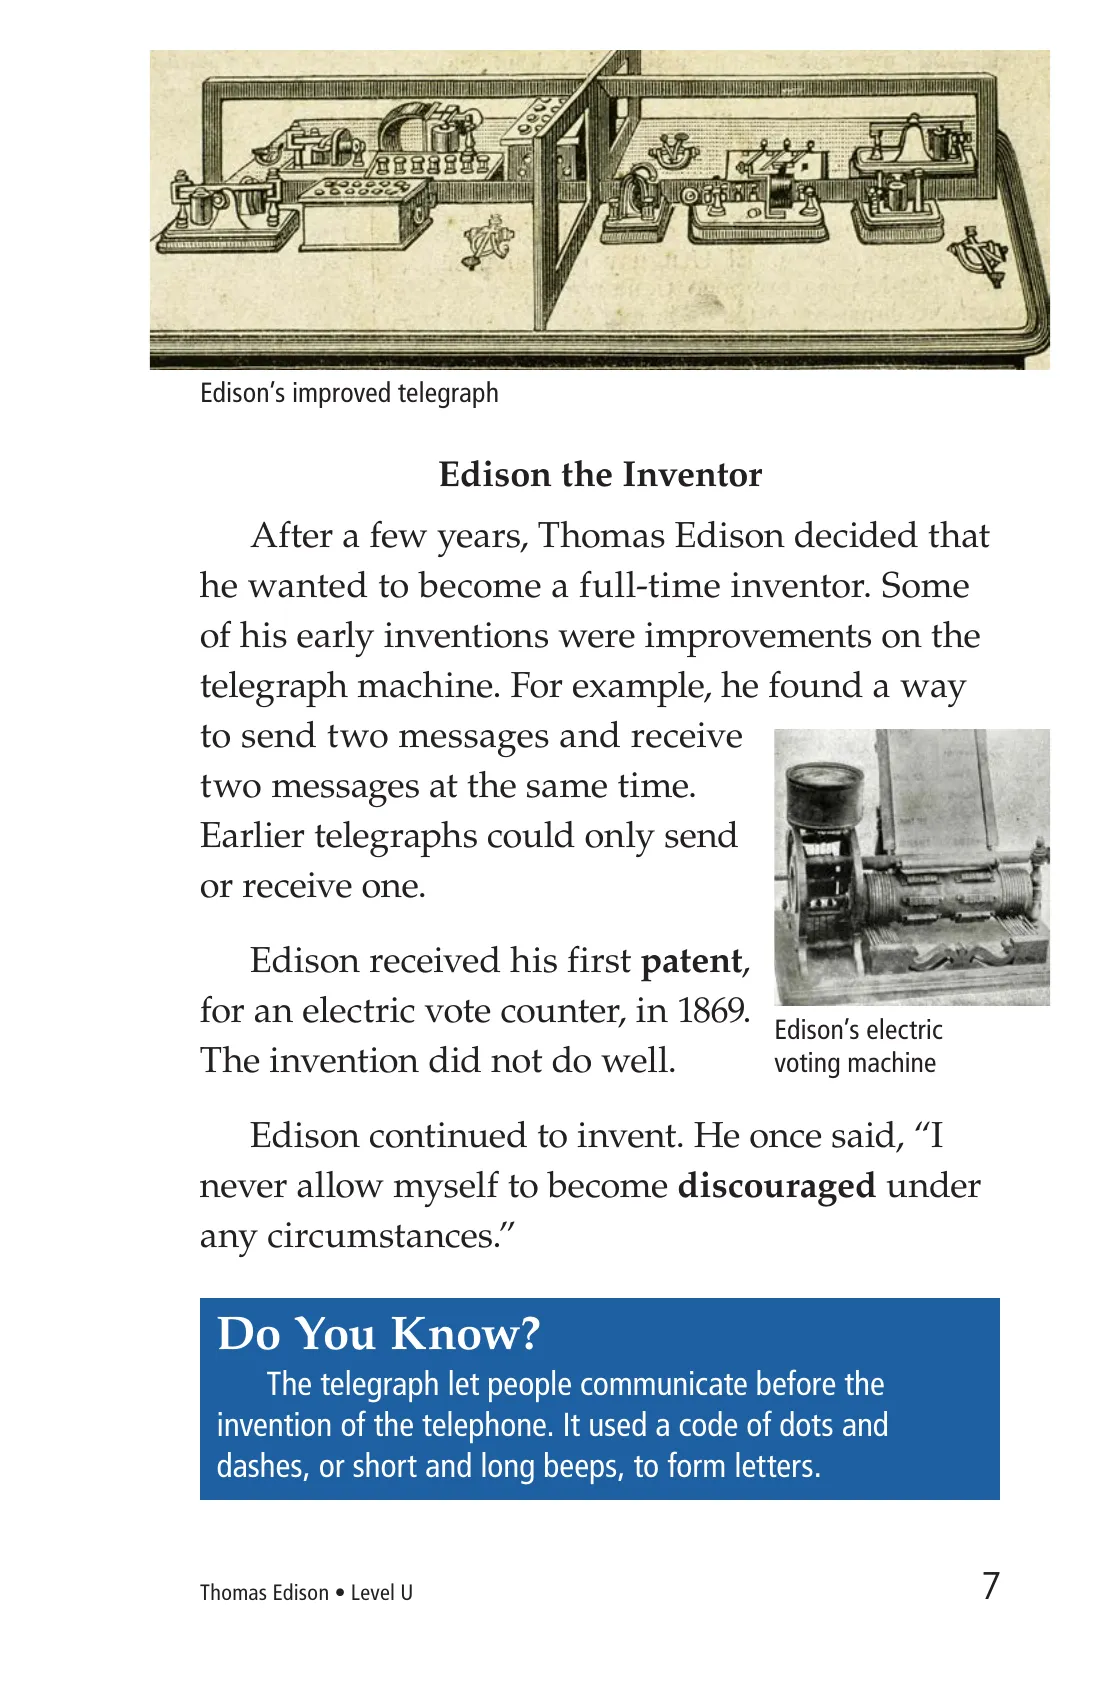 Edison’s improved telegraph
Edison the Inventor
After a few years, Thomas Edison decided that
he wanted to become a full-time inventor. Some
of his early inventions were improvements on the
telegraph machine. For example, he found a way
to send two messages and receive
two messages at the same time.
Earlier telegraphs could only send
or receive one.
Edison received his first patent,
for an electric vote counter, in 1869.
The invention did not do well.
Edison’s electric
voting machine
Edison continued to invent. He once said, “I
never allow myself to become discouraged under
any circumstances.”
Do You Know?
The telegraph let people communicate before the
invention of the telephone. It used a code of dots and
dashes, or short and long beeps, to form letters.
Thomas Edison • Level U
7